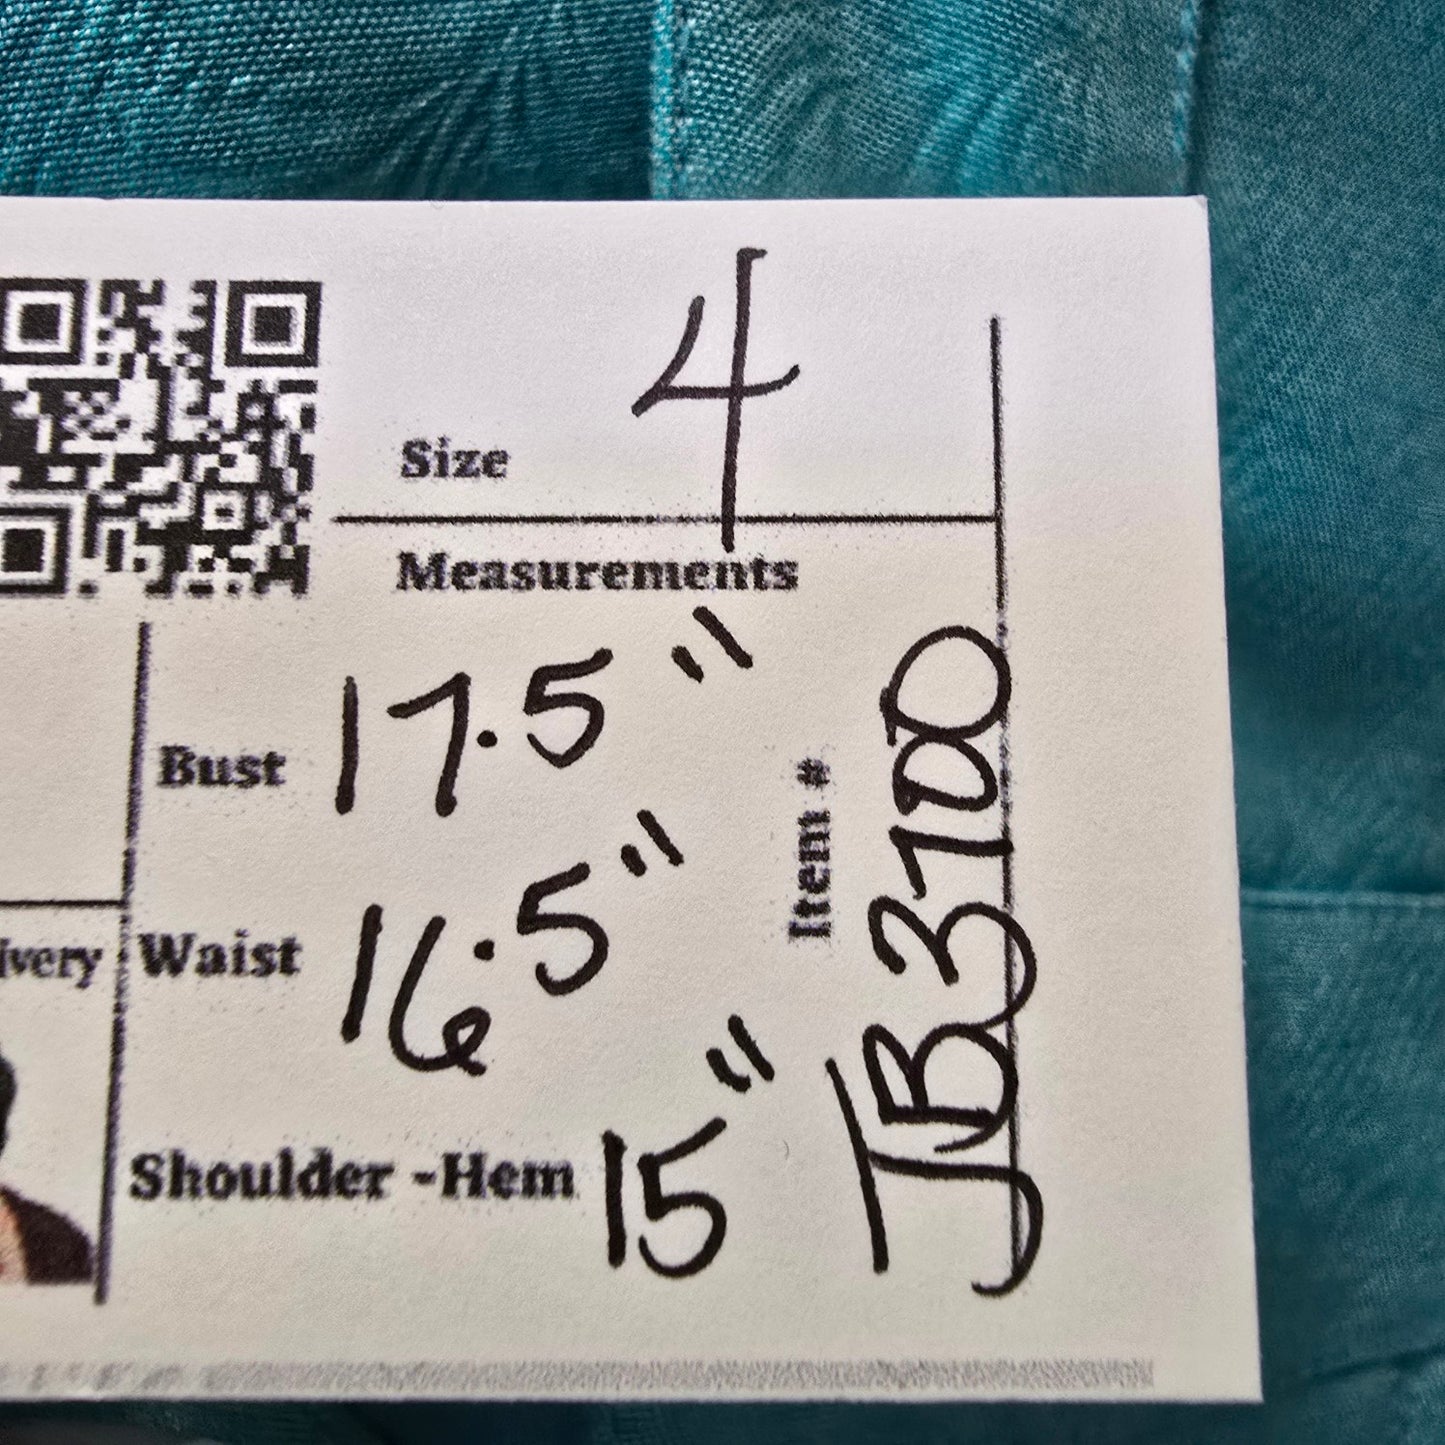 Size 4
Measurements
Bust 17.5"
Waist 16.5"
Shoulder -Hem 15"
Item # JB3100